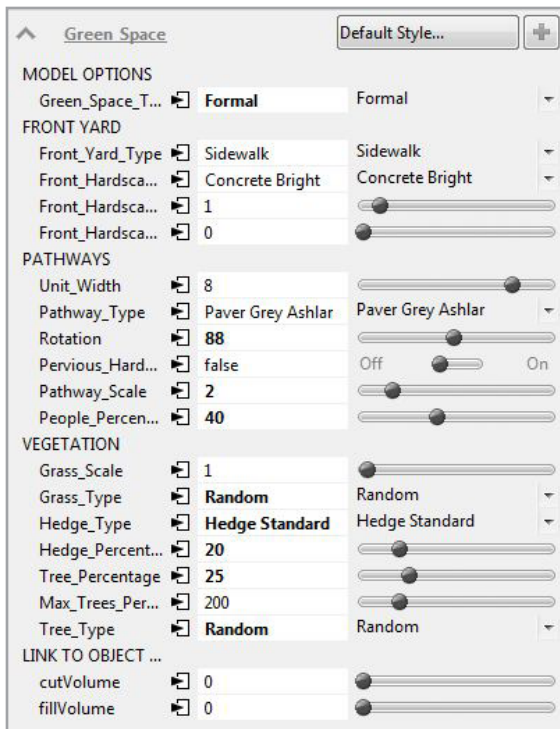 Green Space Default Style...
MODEL OPTIONS
Green_Space_T... Formal Formal
FRONT YARD
Front_Yard_Type Sidewalk Sidewalk
Front_Hardsca... Concrete Bright Concrete Bright
Front_Hardsca... 1
Front_Hardsca... 0
PATHWAYS
Unit_Width 8
Pathway_Type Paver Grey Ashlar Paver Grey Ashlar
Rotation 88
Pervious_Hard... false Off On
Pathway_Scale 2
People_Percen... 40
VEGETATION
Grass_Scale 1
Grass_Type Random Random
Hedge_Type Hedge Standard Hedge Standard
Hedge_Percent... 20
Tree_Percentage 25
Max_Trees_Per... 200
Tree_Type Random Random
LINK TO OBJECT ...
cutVolume 0
fillVolume 0